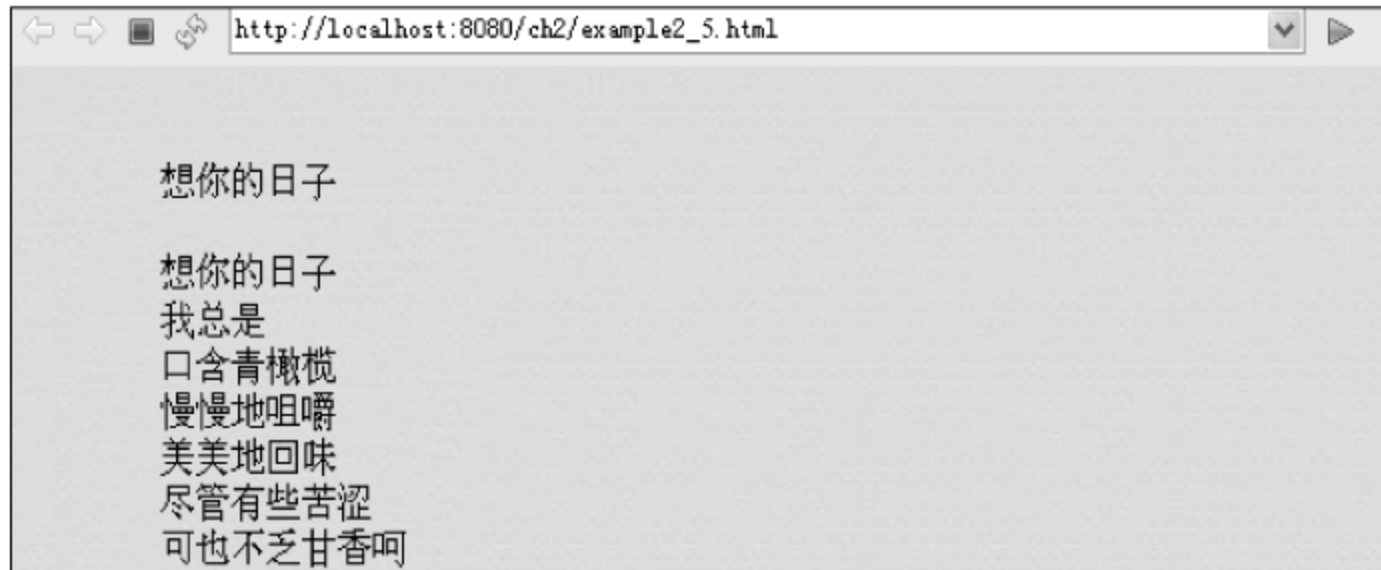 http://localhost:8080/ch2/example2_5.html
想你的日子
想你的日子
我总是
口含青橄榄
慢慢地咀嚼
美美地回味
尽管有些苦涩
可也不乏甘香呵